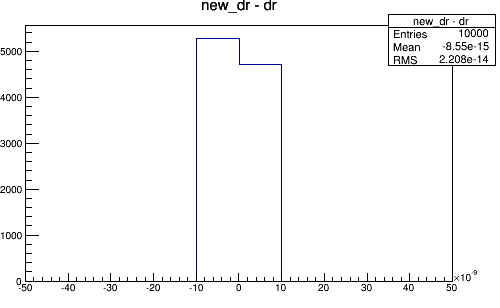 new_dr - dr
new_dr - dr
Entries 10000
Mean -8.55e-15
RMS 2.208e-14
5000
4000
3000
2000
1000
0
-50 -40 -30 -20 -10 0 10 20 30 40 50
×10⁻⁹